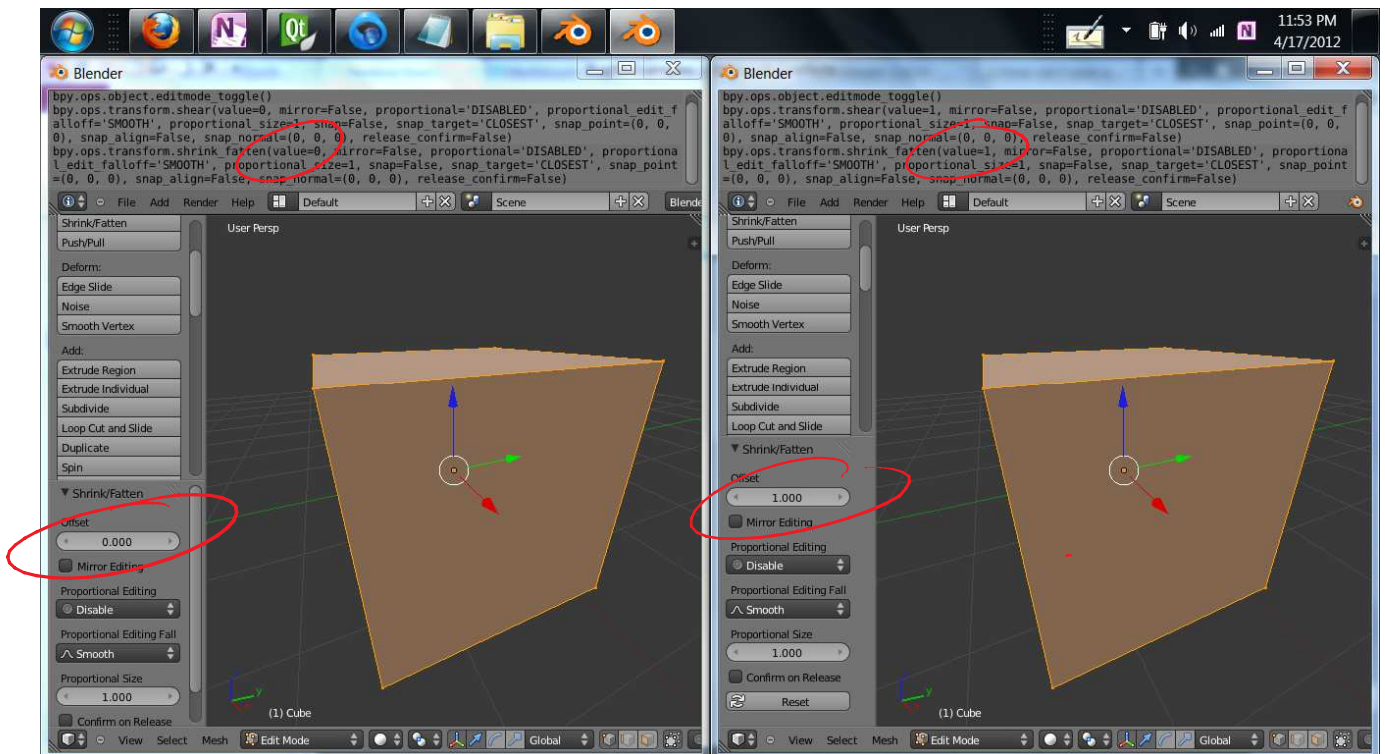 11:53 PM
4/17/2012
Blender
bpy.ops.object.editmode_toggle()
bpy.ops.transform.shear(value=0, mirror=False, proportional='DISABLED', proportional_edit_f
alloff='SMOOTH', proportional_size=1, snap=False, snap_target='CLOSEST', snap_point=(0, 0,
0), snap_align=False, snap_normal=(0, 0, 0), release_confirm=False)
bpy.ops.transform.shrink_fatten(value=0, mirror=False, proportional='DISABLED', proportiona
l_edit_falloff='SMOOTH', proportional_size=1, snap=False, snap_target='CLOSEST', snap_point
=(0, 0, 0), snap_align=False, snap_normal=(0, 0, 0), release_confirm=False)
File Add Render Help Default Scene Blende
Shrink/Fatten
Push/Pull
Deform:
Edge Slide
Noise
Smooth Vertex
Add:
Extrude Region
Extrude Individual
Subdivide
Loop Cut and Slide
Duplicate
Spin
Shrink/Fatten
Offset
0.000
Mirror Editing
Proportional Editing
Disable
Proportional Editing Fall
Smooth
Proportional Size
1.000
Confirm on Release
User Persp
(1) Cube
View Select Mesh Edit Mode Global
Blender
bpy.ops.object.editmode_toggle()
bpy.ops.transform.shear(value=0, mirror=False, proportional='DISABLED', proportional_edit_f
alloff='SMOOTH', proportional_size=1, snap=False, snap_target='CLOSEST', snap_point=(0, 0,
0), snap_align=False, snap_normal=(0, 0, 0), release_confirm=False)
bpy.ops.transform.shrink_fatten(value=1, mirror=False, proportional='DISABLED', proportiona
l_edit_falloff='SMOOTH', proportional_size=1, snap=False, snap_target='CLOSEST', snap_point
=(0, 0, 0), snap_align=False, snap_normal=(0, 0, 0), release_confirm=False)
File Add Render Help Default Scene
Shrink/Fatten
Push/Pull
Deform:
Edge Slide
Noise
Smooth Vertex
Add:
Extrude Region
Extrude Individual
Subdivide
Loop Cut and Slide
Shrink/Fatten
Offset
1.000
Mirror Editing
Proportional Editing
Disable
Proportional Editing Fall
Smooth
Proportional Size
1.000
Confirm on Release
Reset
User Persp
(1) Cube
View Select Mesh Edit Mode Global